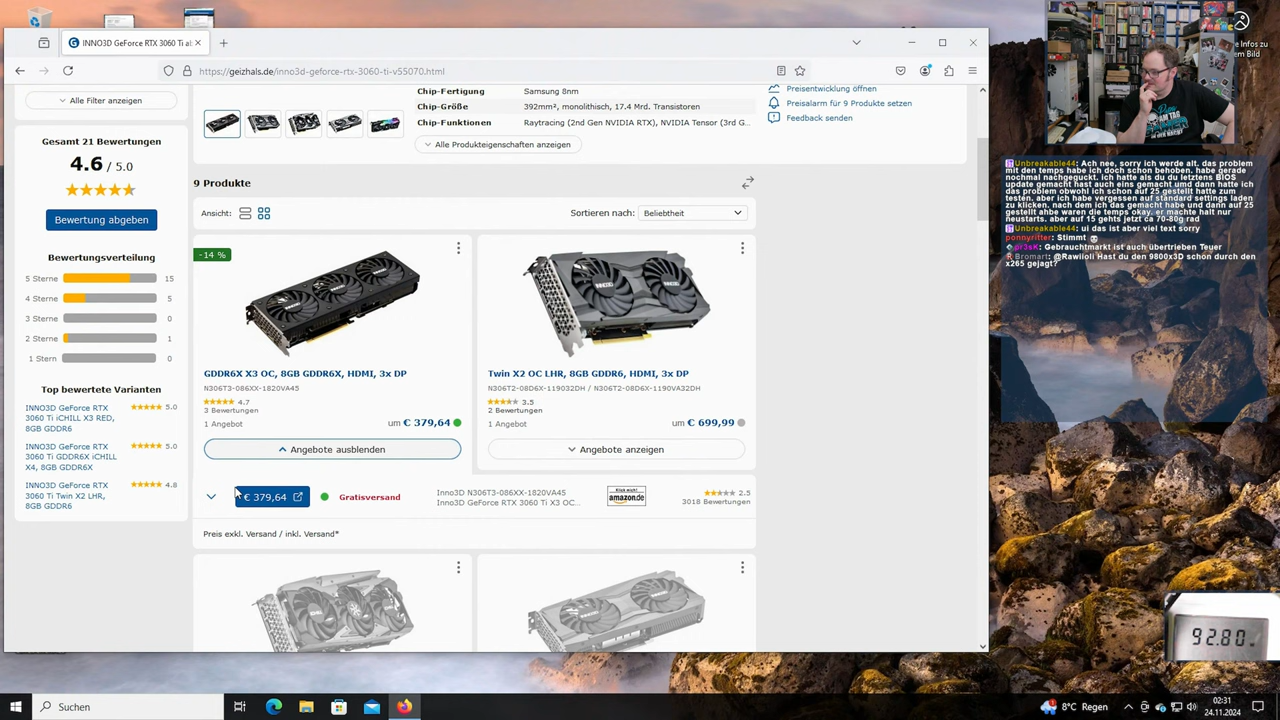 INNO3D GeForce RTX 3060 Ti al
https://geizhals.de/inno3d-geforce-rtx-3060-ti-v55070.html
Alle Filter anzeigen
Gesamt 21 Bewertungen
4.6 / 5.0
Bewertung abgeben
Bewertungsverteilung
5 Sterne 15
4 Sterne 5
3 Sterne 0
2 Sterne 1
1 Stern 0
Top bewertete Varianten
INNO3D GeForce RTX 3060 Ti iCHILL X3 RED, 8GB GDDR6 5.0
INNO3D GeForce RTX 3060 Ti GDDR6X iCHILL X4, 8GB GDDR6X 5.0
INNO3D GeForce RTX 3060 Ti Twin X2 LHR, 8GB GDDR6 4.8
Chip-Fertigung Samsung 8nm
Chip-Größe 392mm², monolithisch, 17.4 Mrd. Transistoren
Chip-Funktionen Raytracing (2nd Gen NVIDIA RTX), NVIDIA Tensor (3rd G...
Alle Produkteigenschaften anzeigen
Preisentwicklung öffnen
Preisalarm für 9 Produkte setzen
Feedback senden
9 Produkte
Ansicht:
Sortieren nach: Beliebtheit
-14 %
GDDR6X X3 OC, 8GB GDDR6X, HDMI, 3x DP
N306T3-086XX-1820VA45
4.7
3 Bewertungen
1 Angebot
um € 379,64
Angebote ausblenden
Twin X2 OC LHR, 8GB GDDR6, HDMI, 3x DP
N306T2-08D6X-119032DH / N306T2-08D6X-1190VA32DH
3.5
2 Bewertungen
1 Angebot
um € 699,99
Angebote anzeigen
€ 379,64
Gratisversand
Inno3D N306T3-086XX-1820VA45
Inno3D GeForce RTX 3060 Ti X3 OC...
Klick mich!
amazon.de
2.5
3018 Bewertungen
Preis exkl. Versand / inkl. Versand*
e Infos zu
em Bild
Unbreakable44: Ach nee, sorry ich werde alt. das problem
mit den temps habe ich doch schon behoben. habe gerade
nochmal nachgeguckt. ich hatte als du du letztens BIOS
update gemacht hast auch eins gemacht umd dann hatte ich
das problem obwohl ich schon auf 25 gestellt hatte zum
testen. aber ich habe vergessen auf standard settings laden
zu klicken. nach dem ich das gemacht habe und dann auf 25
gestellt ahbe waren die temps okay. er machte halt nur
neustarts. aber auf 15 gehts jetzt ca 70-80g rad
Unbreakable44: ui das ist aber viel text sorry
ponnyritter: Stimmt
pr3sK: Gebrauchtmarkt ist auch übertrieben Teuer
Bromart: @Rawiioli Hast du den 9800x3D schön durch den
x265 gejagt?
92.80
Suchen
8°C Regen
02:31
24.11.2024